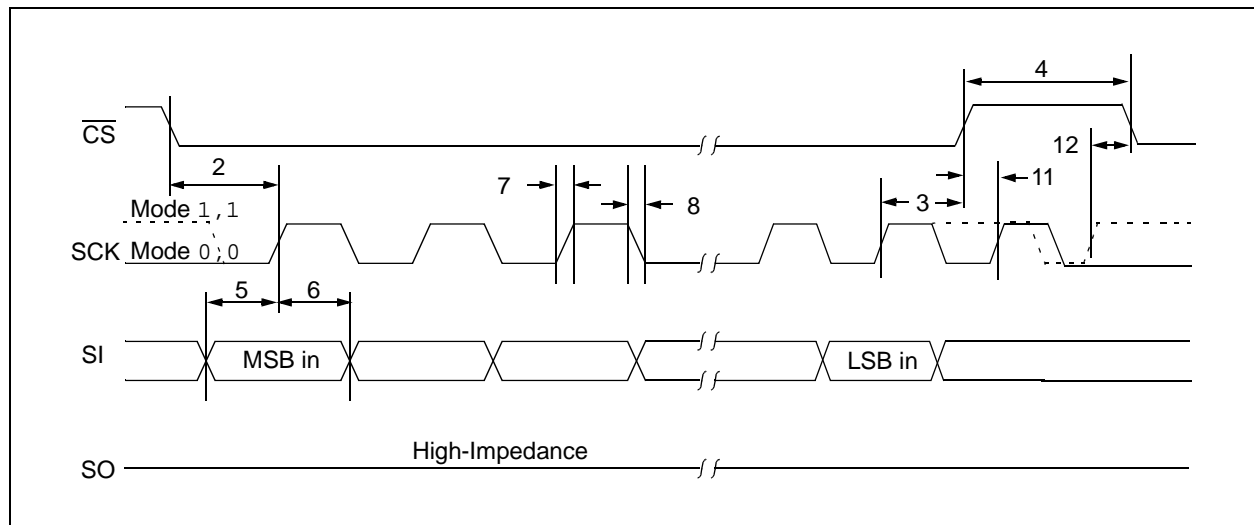 4
CS
12
2
7
11
8
3
Mode 1,1
SCK Mode 0,0
5
6
SI
MSB in
LSB in
High-Impedance
SO